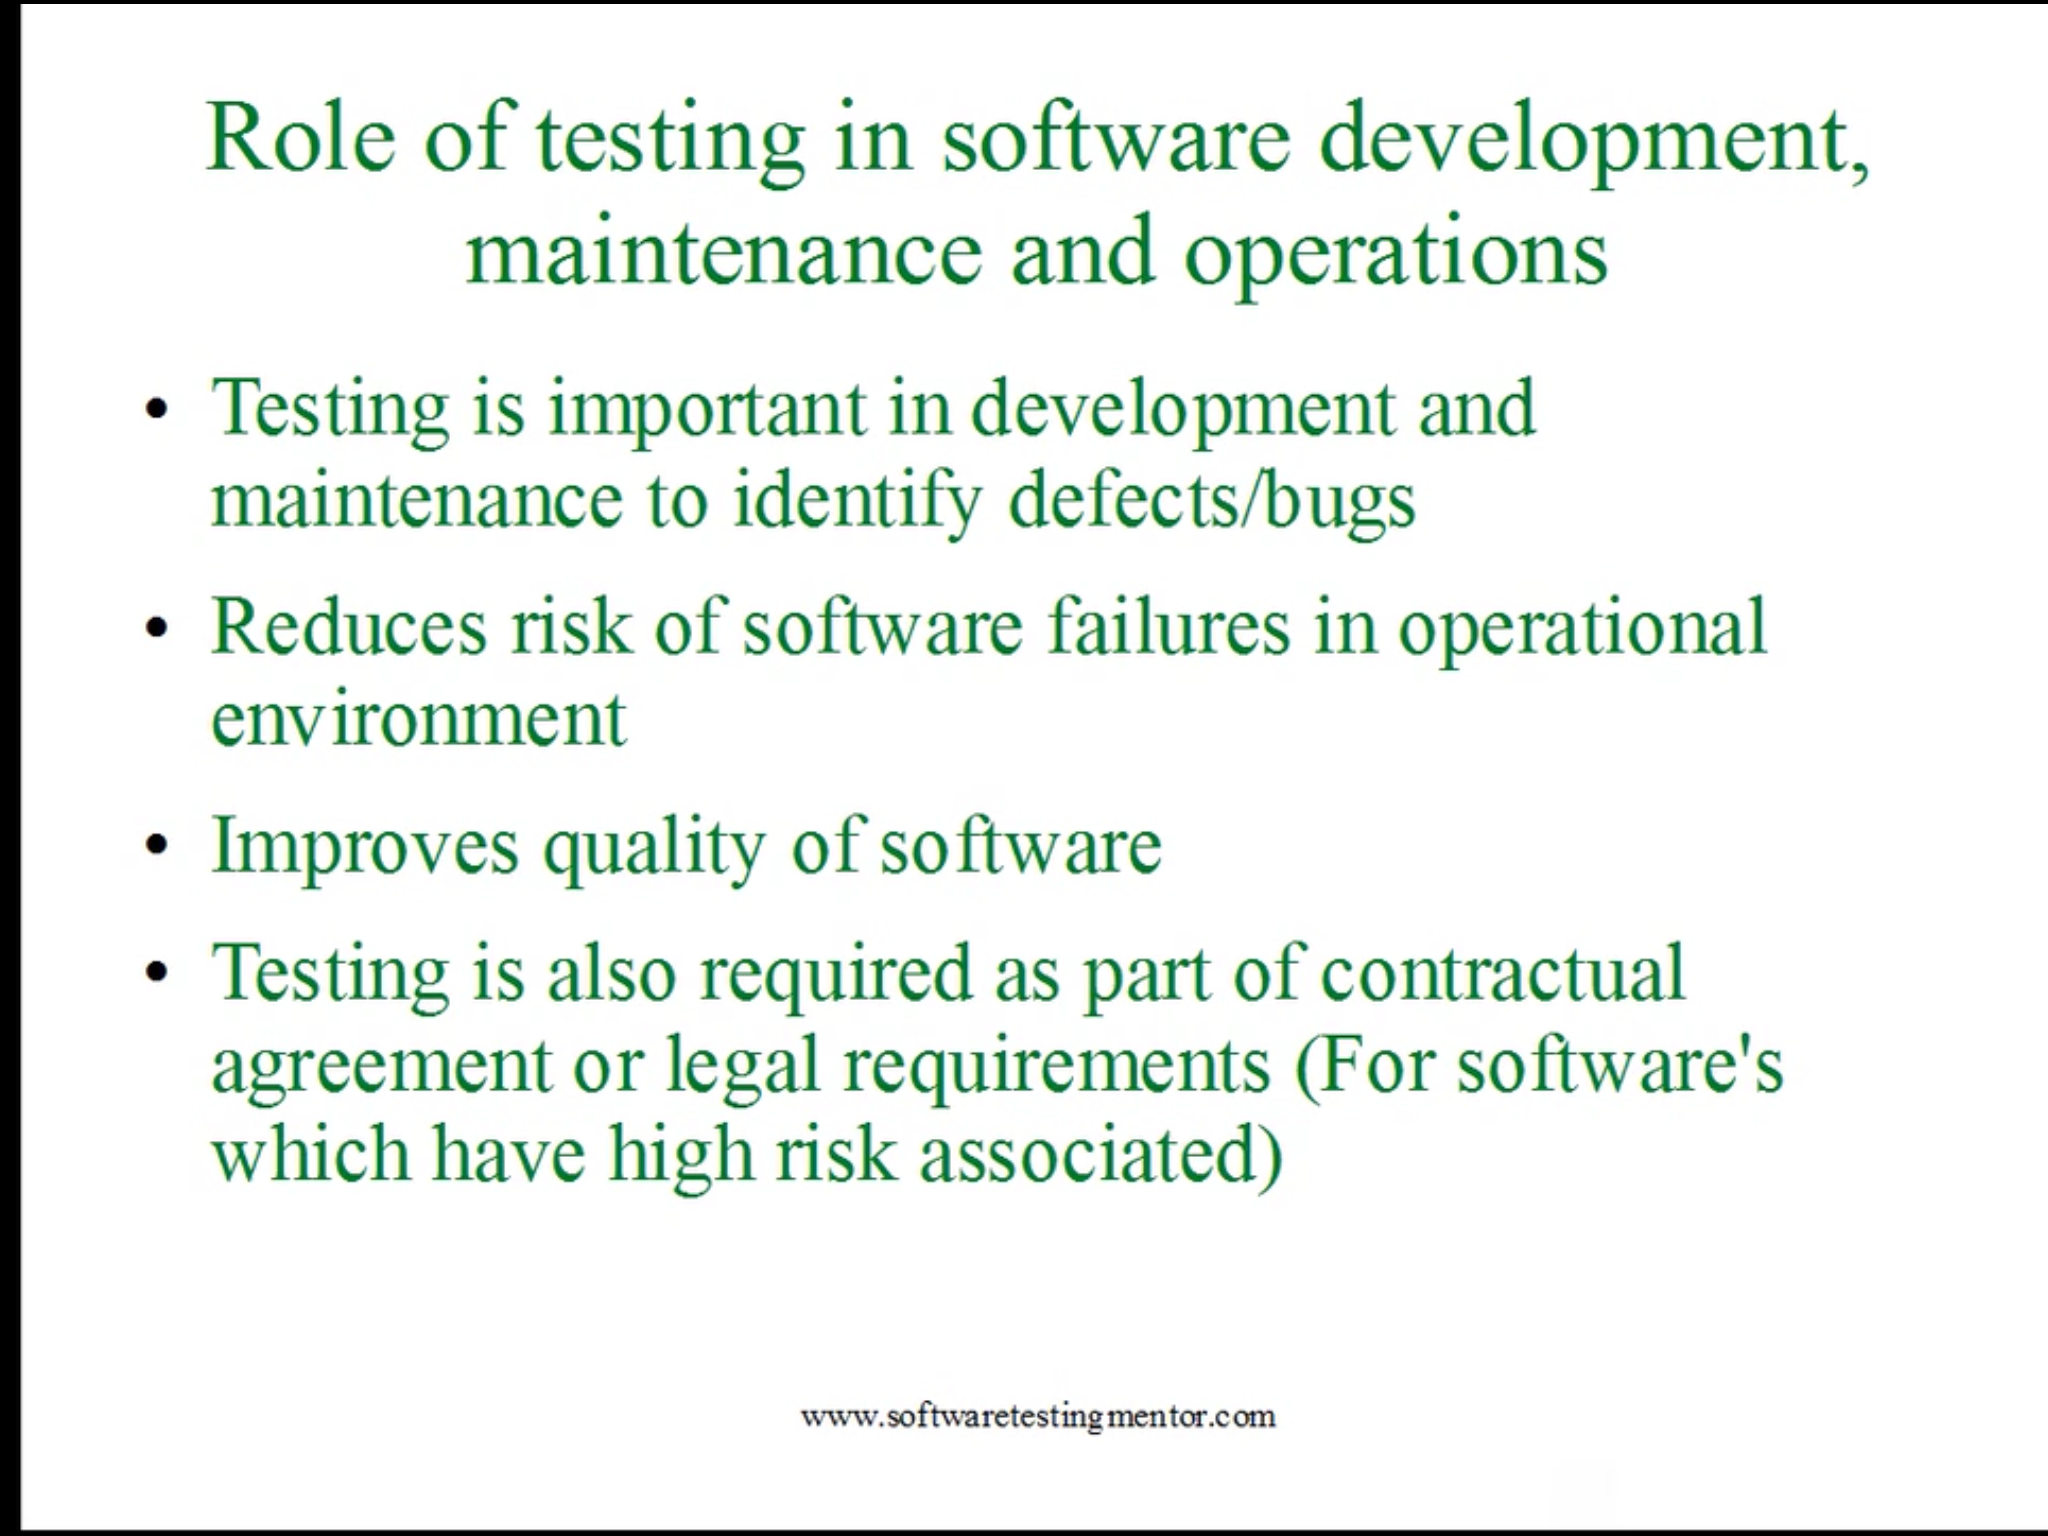 Role of testing in software development,
maintenance and operations
• Testing is important in development and
maintenance to identify defects/bugs
• Reduces risk of software failures in operational
environment
• Improves quality of software
• Testing is also required as part of contractual
agreement or legal requirements (For software's
which have high risk associated)
www.softwaretestingmentor.com